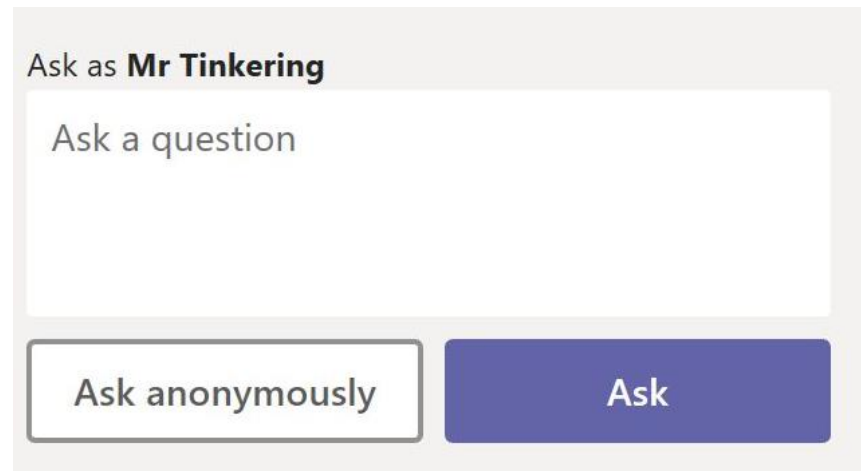 Ask as Mr Tinkering
Ask a question
Ask anonymously
Ask